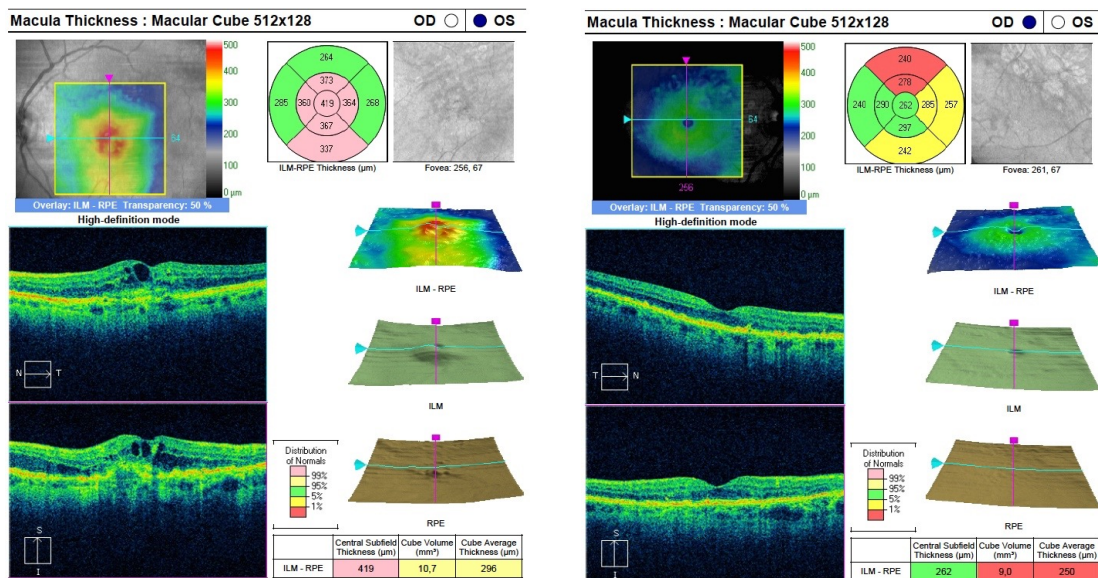 Macula Thickness : Macular Cube 512x128 OD OS
500
400
300
200
100
0 µm
64
Overlay: ILM - RPE Transparency: 50 %
264
373
285 360 419 364 268
367
337
ILM-RPE Thickness (µm)
Fovea: 256, 67
High-definition mode
N T
S
I
ILM - RPE
ILM
RPE
Distribution
of Normals
99%
95%
5%
1%
Central Subfield Thickness (µm) Cube Volume (mm³) Cube Average Thickness (µm)
ILM - RPE 419 10,7 296
Macula Thickness : Macular Cube 512x128 OD OS
500
400
300
200
100
0 µm
64
256
Overlay: ILM - RPE Transparency: 50 %
240
278
240 290 262 285 257
297
242
ILM-RPE Thickness (µm)
Fovea: 261, 67
High-definition mode
T N
S
I
ILM - RPE
ILM
RPE
Distribution
of Normals
99%
95%
5%
1%
Central Subfield Thickness (µm) Cube Volume (mm³) Cube Average Thickness (µm)
ILM - RPE 262 9,0 250